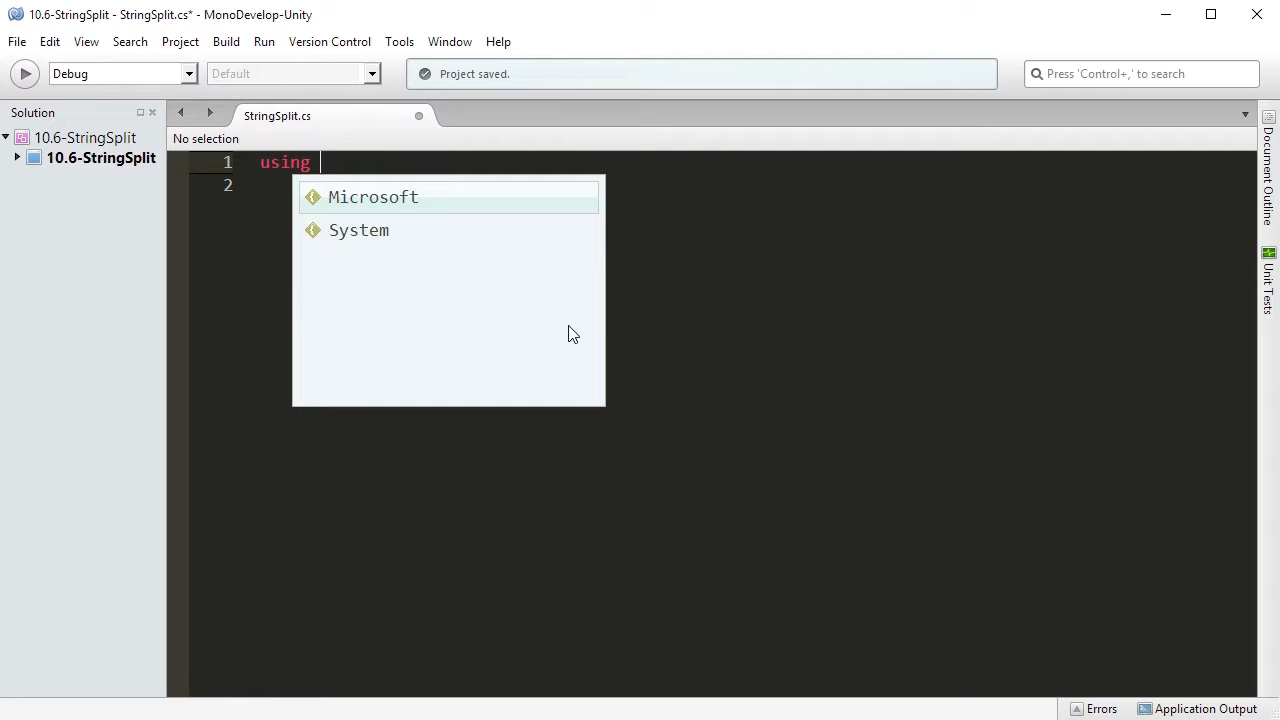 10.6-StringSplit - StringSplit.cs* - MonoDevelop-Unity
File Edit View Search Project Build Run Version Control Tools Window Help
Debug Default Project saved. Press 'Control+,' to search
Solution StringSplit.cs
No selection
10.6-StringSplit
10.6-StringSplit
1 using
2
Microsoft
System
Document Outline
Unit Tests
Errors Application Output